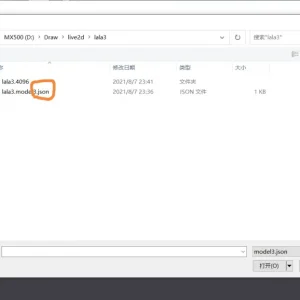 MX500 (D:) › Draw › live2d › lala3
搜索"lala3"
修改日期 类型 大小
lala3.4096 2021/8/7 23:41 文件夹
lala3.model3.json 2021/8/7 23:36 JSON 文件 1 KB
model3.json
打开(O)